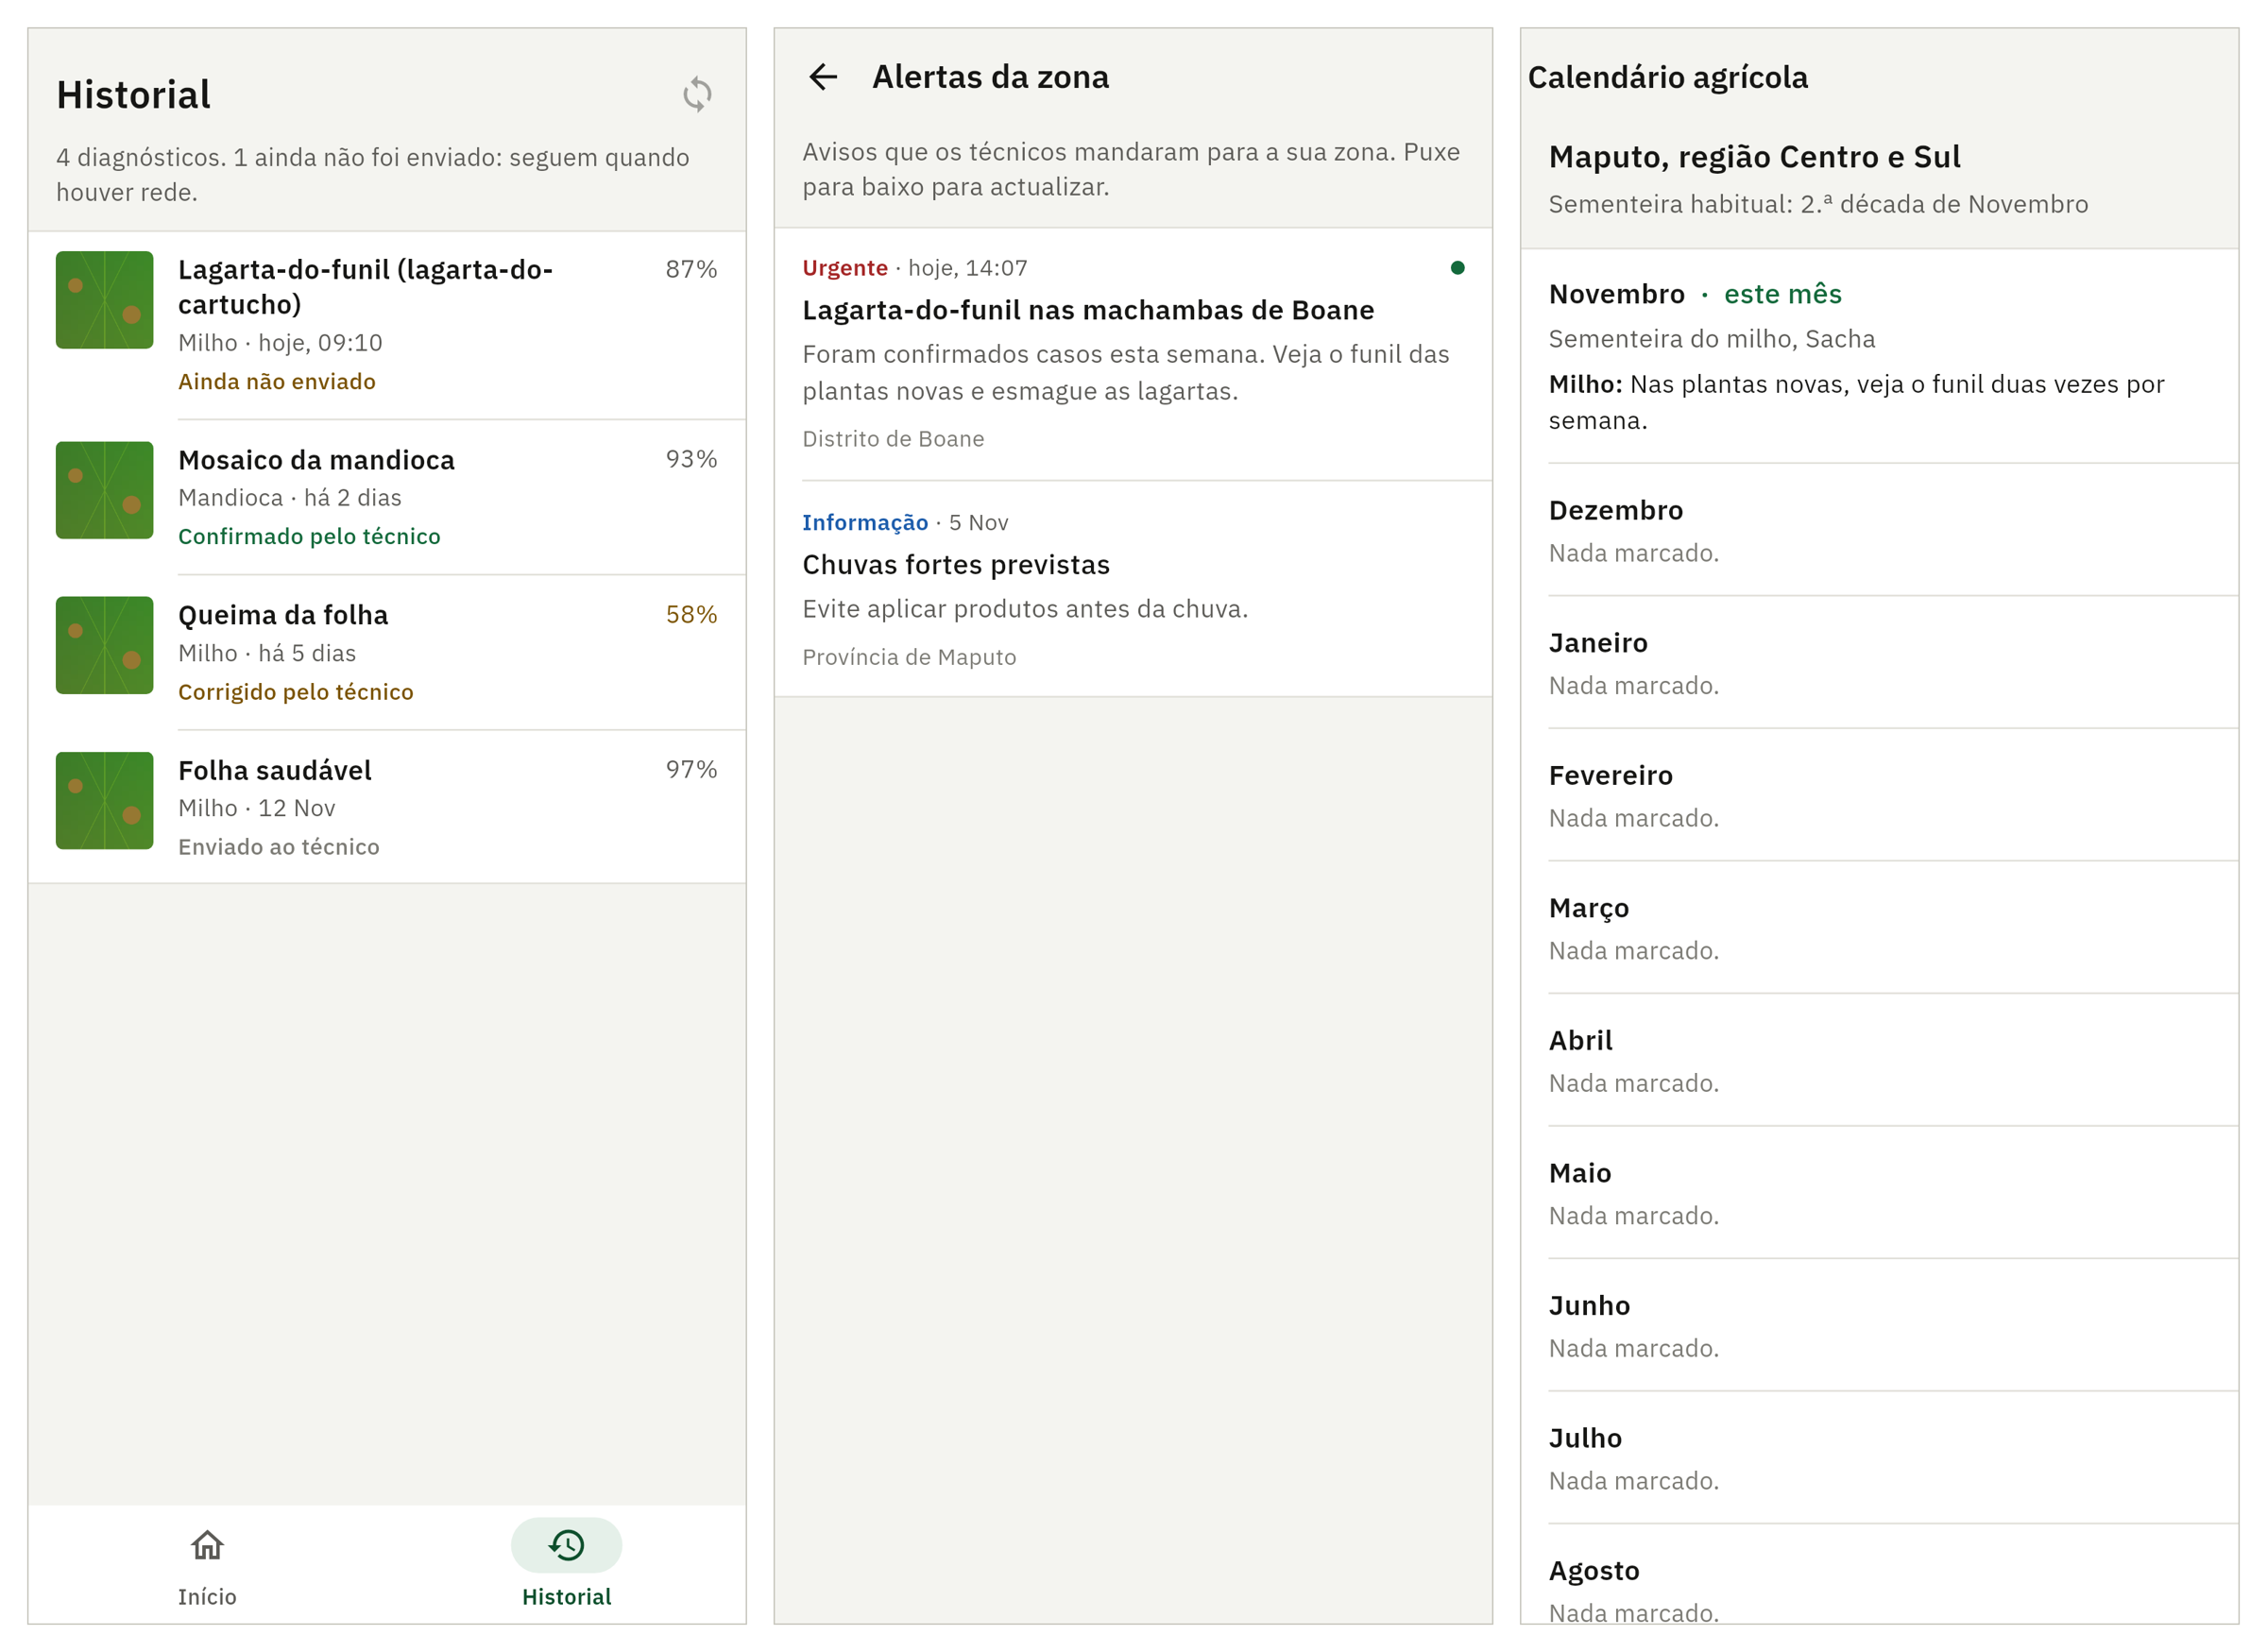 Historial
4 diagnósticos. 1 ainda não foi enviado: seguem quando
houver rede.
Lagarta-do-funil (lagarta-do-
cartucho)
87%
Milho · hoje, 09:10
Ainda não enviado
Mosaico da mandioca
93%
Mandioca · há 2 dias
Confirmado pelo técnico
Queima da folha
58%
Milho · há 5 dias
Corrigido pelo técnico
Folha saudável
97%
Milho · 12 Nov
Enviado ao técnico
Início
Historial
Alertas da zona
Avisos que os técnicos mandaram para a sua zona. Puxe
para baixo para actualizar.
Urgente · hoje, 14:07
Lagarta-do-funil nas machambas de Boane
Foram confirmados casos esta semana. Veja o funil das
plantas novas e esmague as lagartas.
Distrito de Boane
Informação · 5 Nov
Chuvas fortes previstas
Evite aplicar produtos antes da chuva.
Província de Maputo
Calendário agrícola
Maputo, região Centro e Sul
Sementeira habitual: 2.ª década de Novembro
Novembro · este mês
Sementeira do milho, Sacha
Milho: Nas plantas novas, veja o funil duas vezes por
semana.
Dezembro
Nada marcado.
Janeiro
Nada marcado.
Fevereiro
Nada marcado.
Março
Nada marcado.
Abril
Nada marcado.
Maio
Nada marcado.
Junho
Nada marcado.
Julho
Nada marcado.
Agosto
Nada marcado.